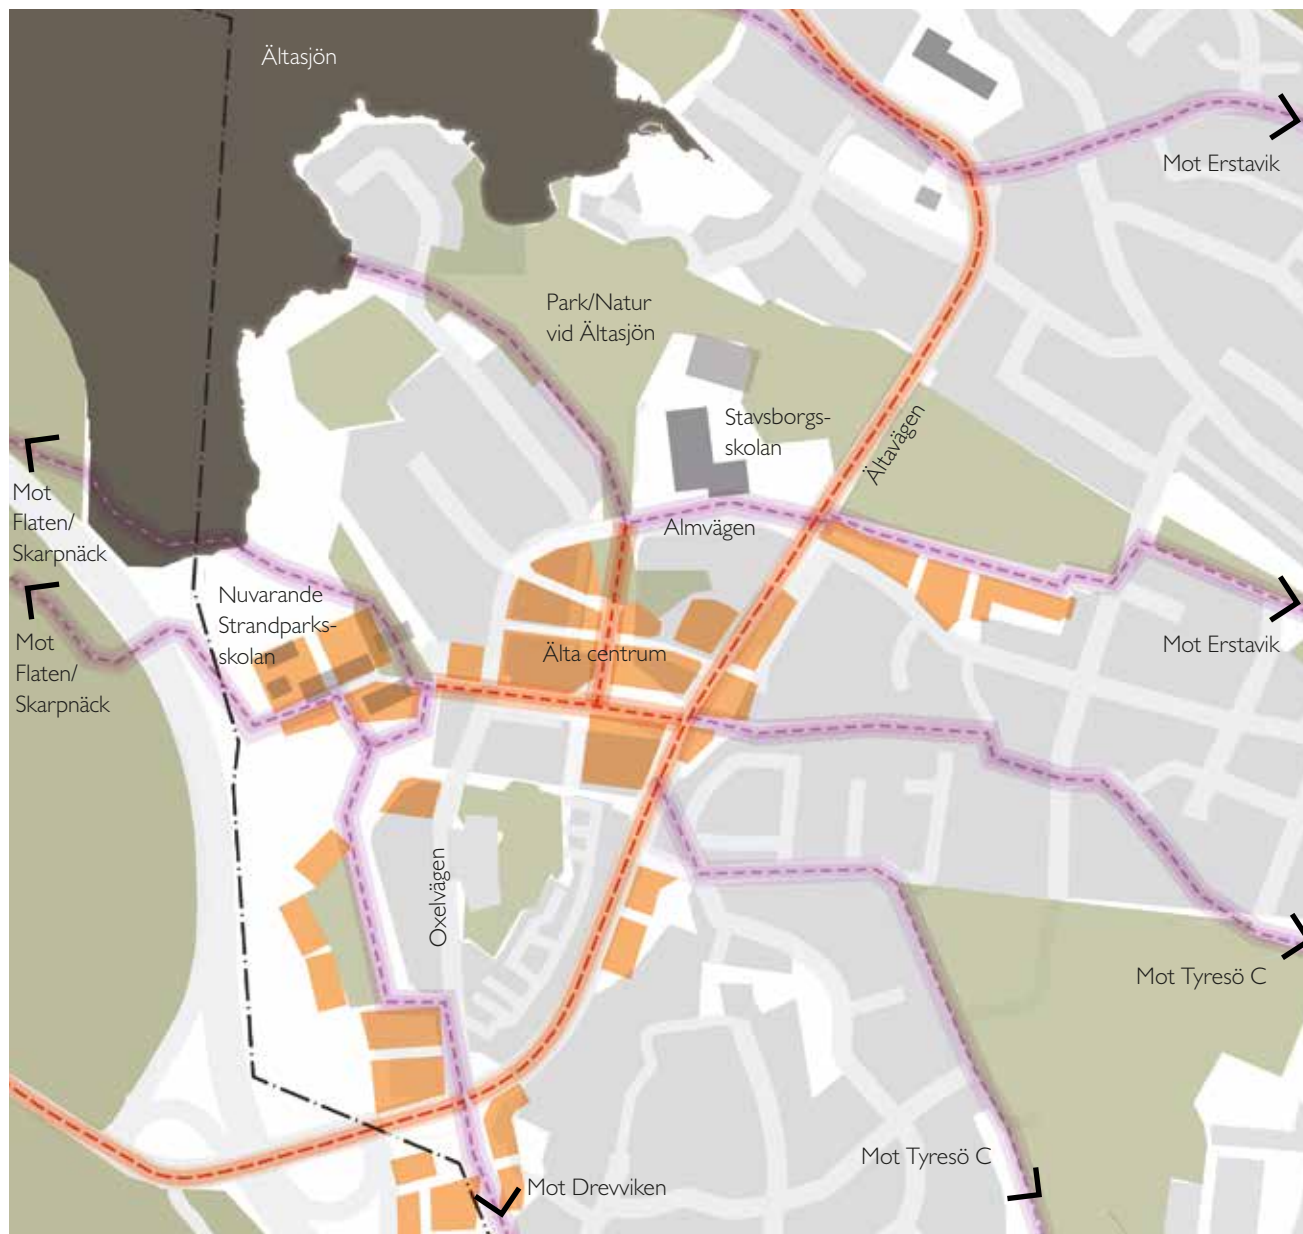 Ältasjön
Mot Erstavik
Park/Natur
vid Ältasjön
Stavsborgs-
skolan
Ältavägen
Mot
Flaten/
Skarpnäck
Almvägen
Nuvarande
Strandparks-
skolan
Mot
Flaten/
Skarpnäck
Älta centrum
Mot Erstavik
Oxelvägen
Mot Tyresö C
Mot Tyresö C
Mot Drevviken